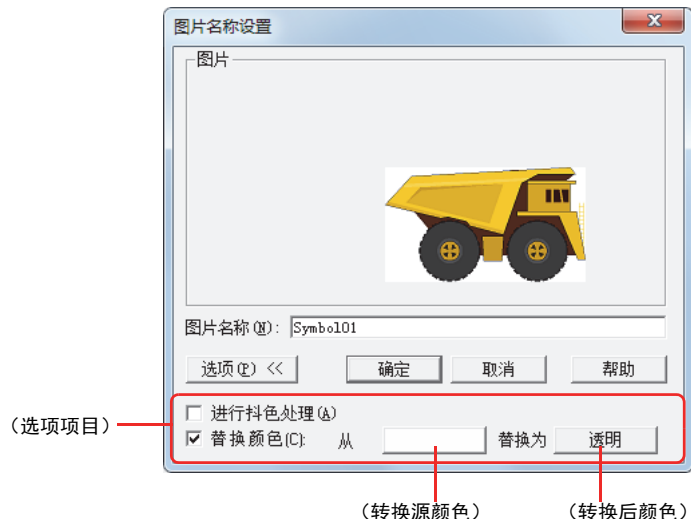 图片名称设置
图片
图片名称(N): Symbol01
选项(P) << 确定 取消 帮助
进行抖色处理(A)
替换颜色(C): 从 替换为 透明
(选项项目)
(转换源颜色) (转换后颜色)